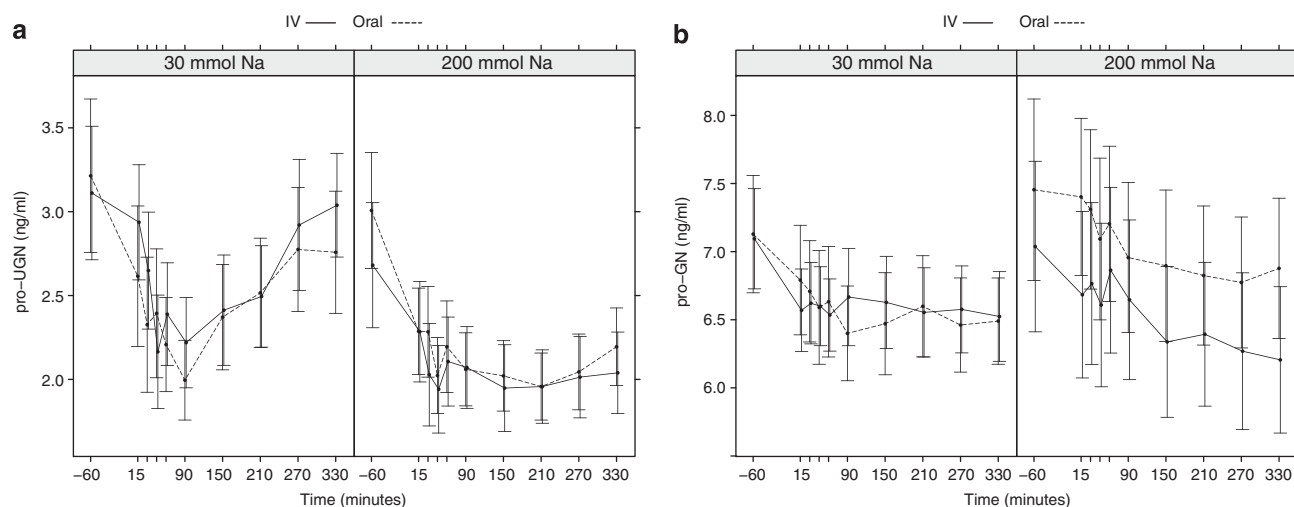 IV Oral
a
30 mmol Na 200 mmol Na
3.5
3.0
2.5
2.0
pro–UGN (ng/ml)
–60 15 90 150 210 270 330 –60 15 90 150 210 270 330
Time (minutes)
IV Oral
b
30 mmol Na 200 mmol Na
8.0
7.5
7.0
6.5
6.0
pro–GN (ng/ml)
–60 15 90 150 210 270 330 –60 15 90 150 210 270 330
Time (minutes)